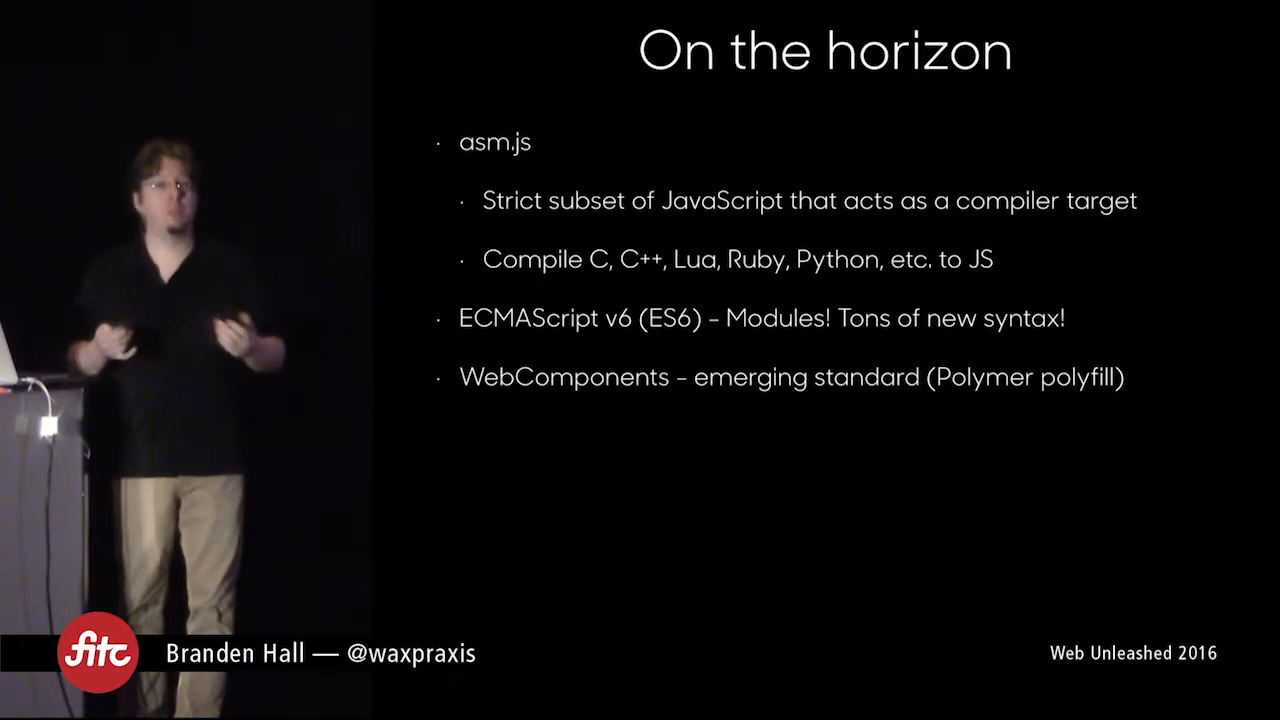 On the horizon
· asm.js
· Strict subset of JavaScript that acts as a compiler target
· Compile C, C++, Lua, Ruby, Python, etc. to JS
· ECMAScript v6 (ES6) - Modules! Tons of new syntax!
· WebComponents - emerging standard (Polymer polyfill)
fitc
Branden Hall — @waxpraxis
Web Unleashed 2016